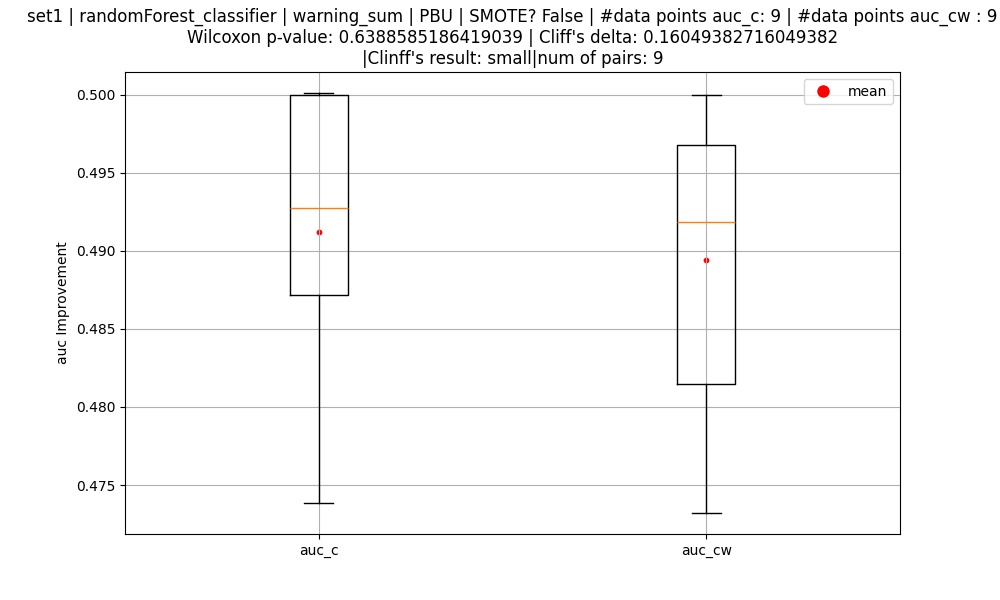 set1 | randomForest_classifier | warning_sum | PBU | SMOTE? False | #data points auc_c: 9 | #data points auc_cw : 9
Wilcoxon p-value: 0.6388585186419039 | Cliff's delta: 0.16049382716049382
|Clinff's result: small|num of pairs: 9
mean
0.500
0.495
0.490
0.485
0.480
0.475
auc Improvement
auc_c
auc_cw